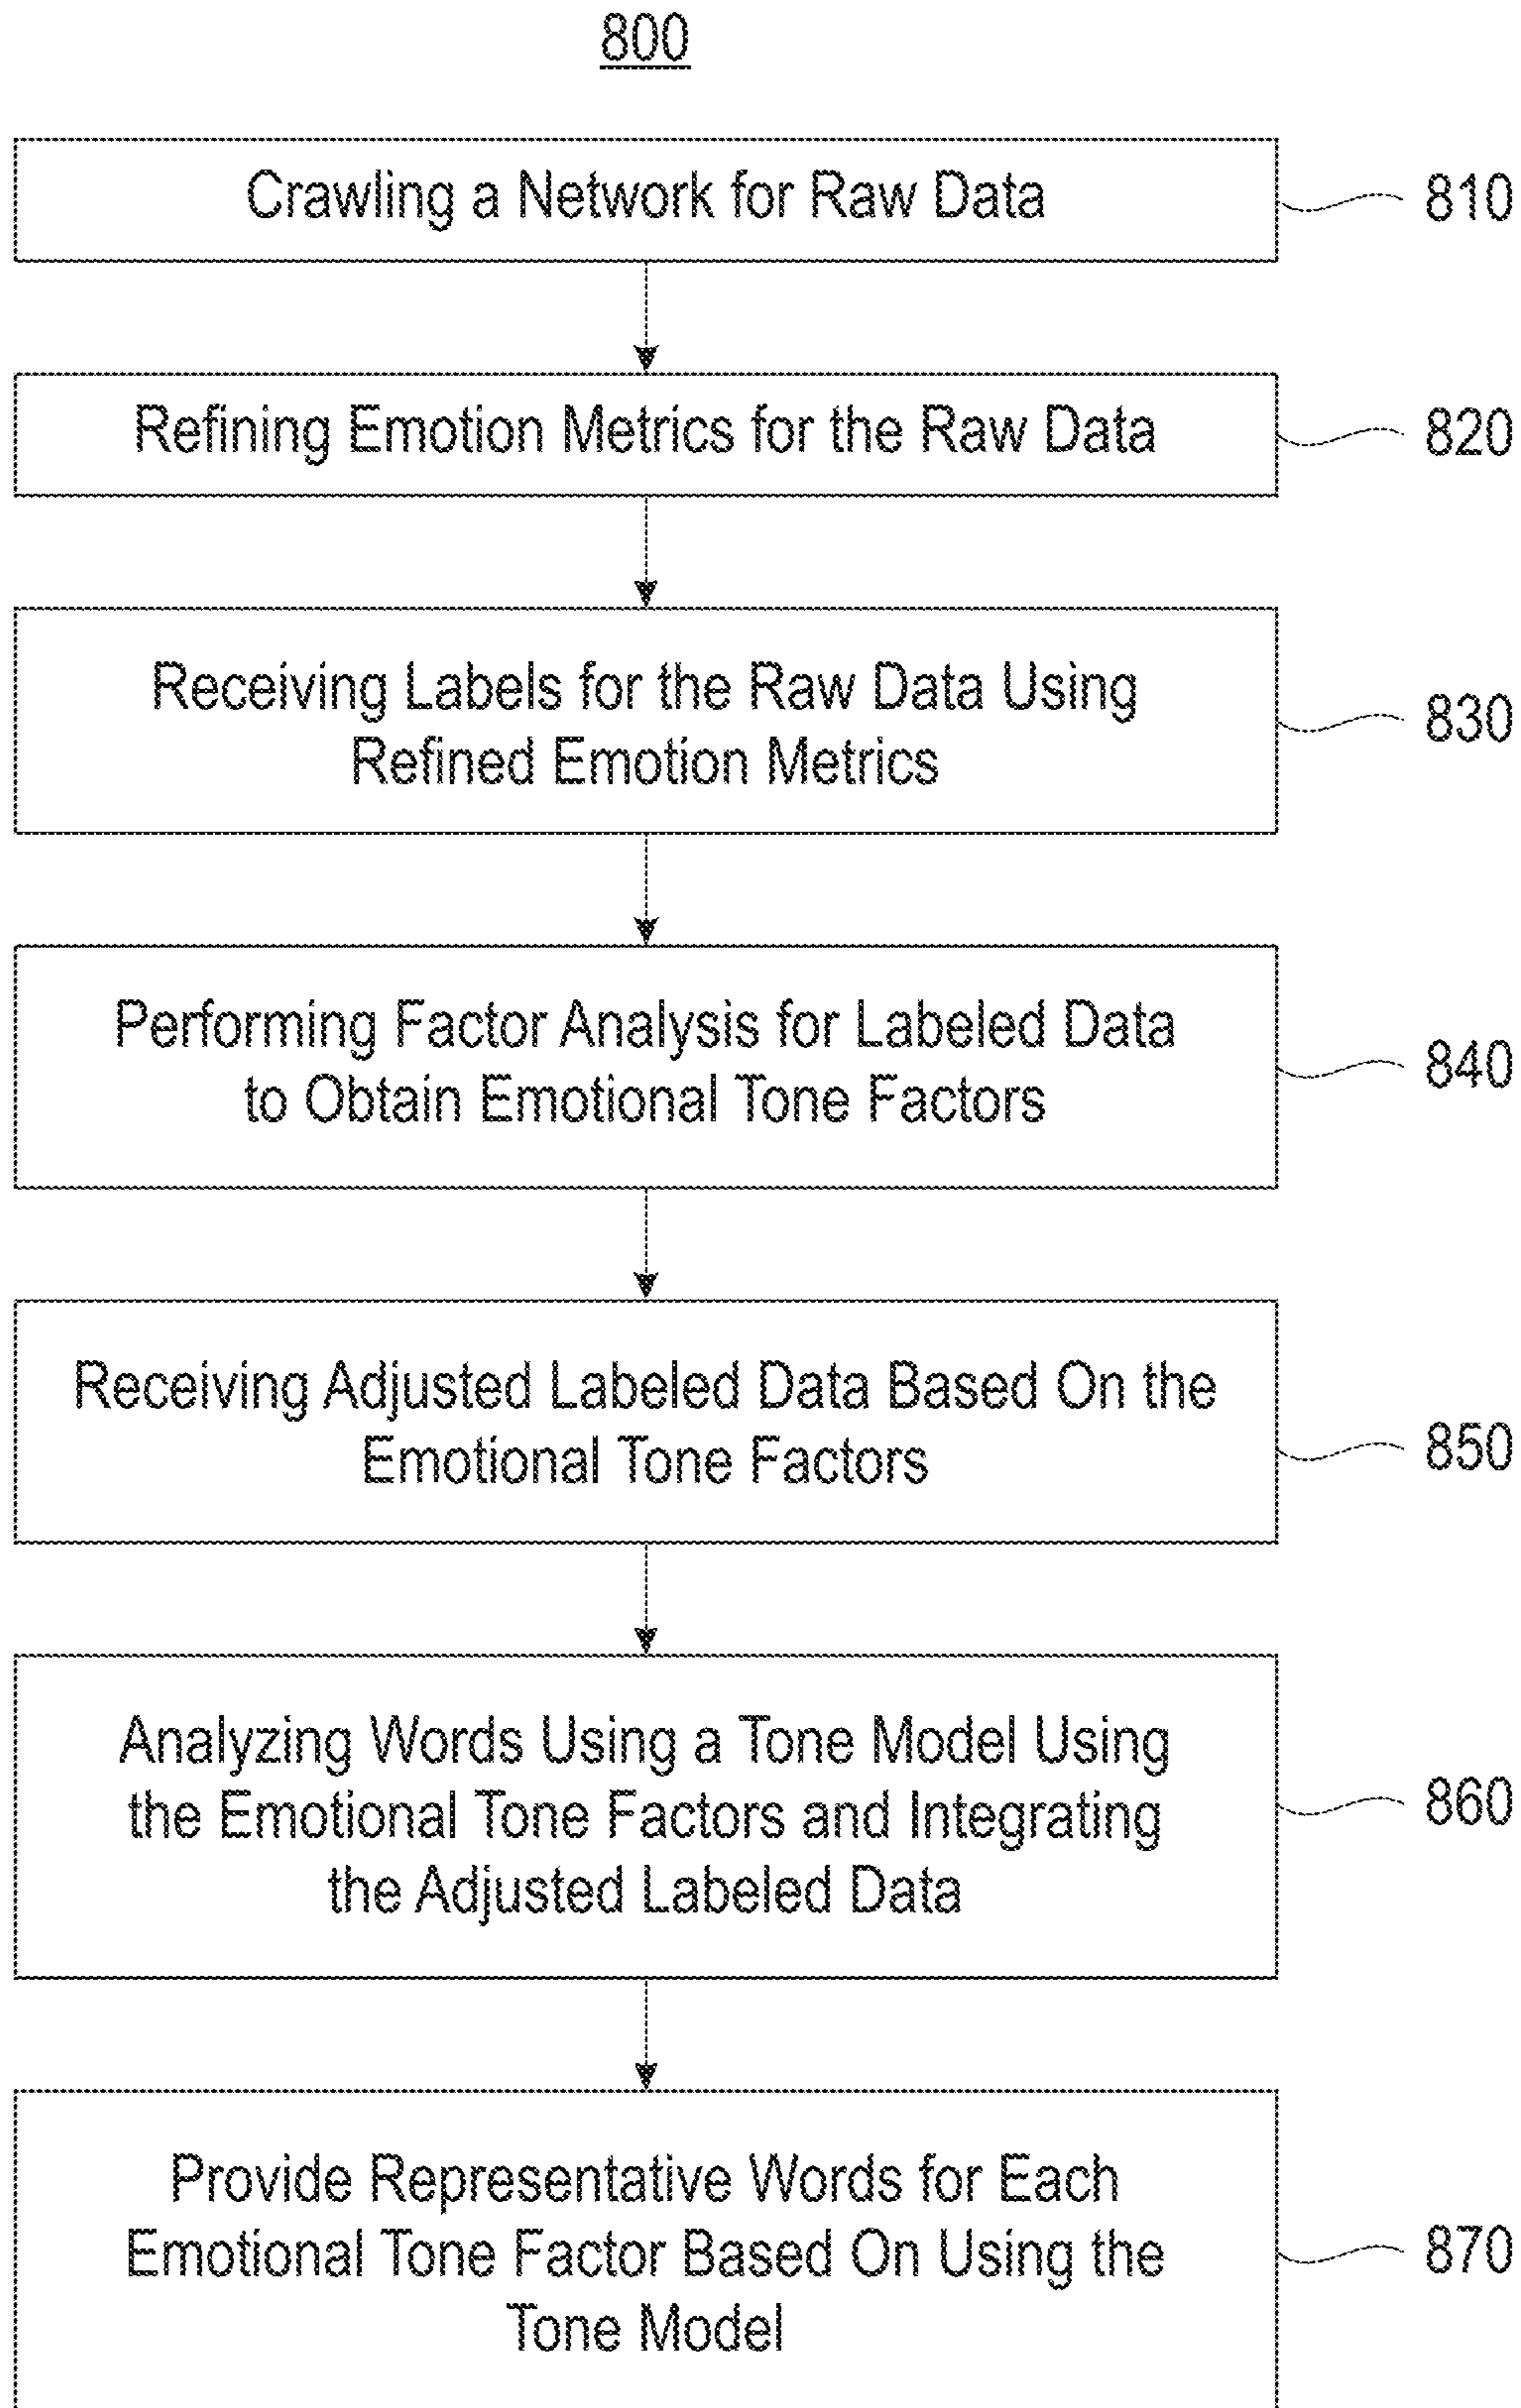 800
Crawling a Network for Raw Data
810
Refining Emotion Metrics for the Raw Data
820
Receiving Labels for the Raw Data Using
Refined Emotion Metrics
830
Performing Factor Analysis for Labeled Data
to Obtain Emotional Tone Factors
840
Receiving Adjusted Labeled Data Based On the
Emotional Tone Factors
850
Analyzing Words Using a Tone Model Using
the Emotional Tone Factors and Integrating
the Adjusted Labeled Data
860
Provide Representative Words for Each
Emotional Tone Factor Based On Using the
Tone Model
870